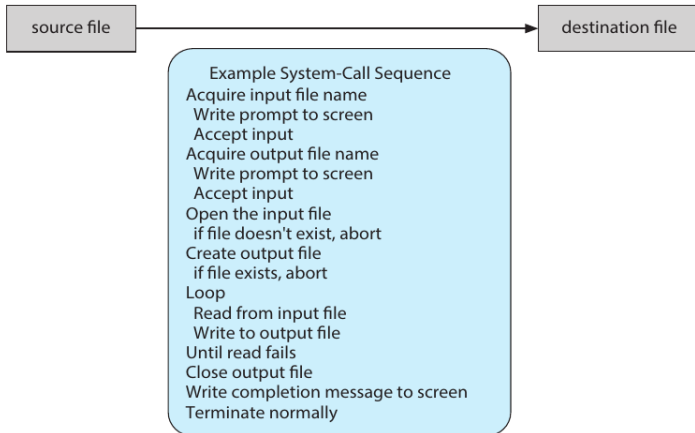 source file
destination file
Example System-Call Sequence
Acquire input file name
Write prompt to screen
Accept input
Acquire output file name
Write prompt to screen
Accept input
Open the input file
if file doesn't exist, abort
Create output file
if file exists, abort
Loop
Read from input file
Write to output file
Until read fails
Close output file
Write completion message to screen
Terminate normally